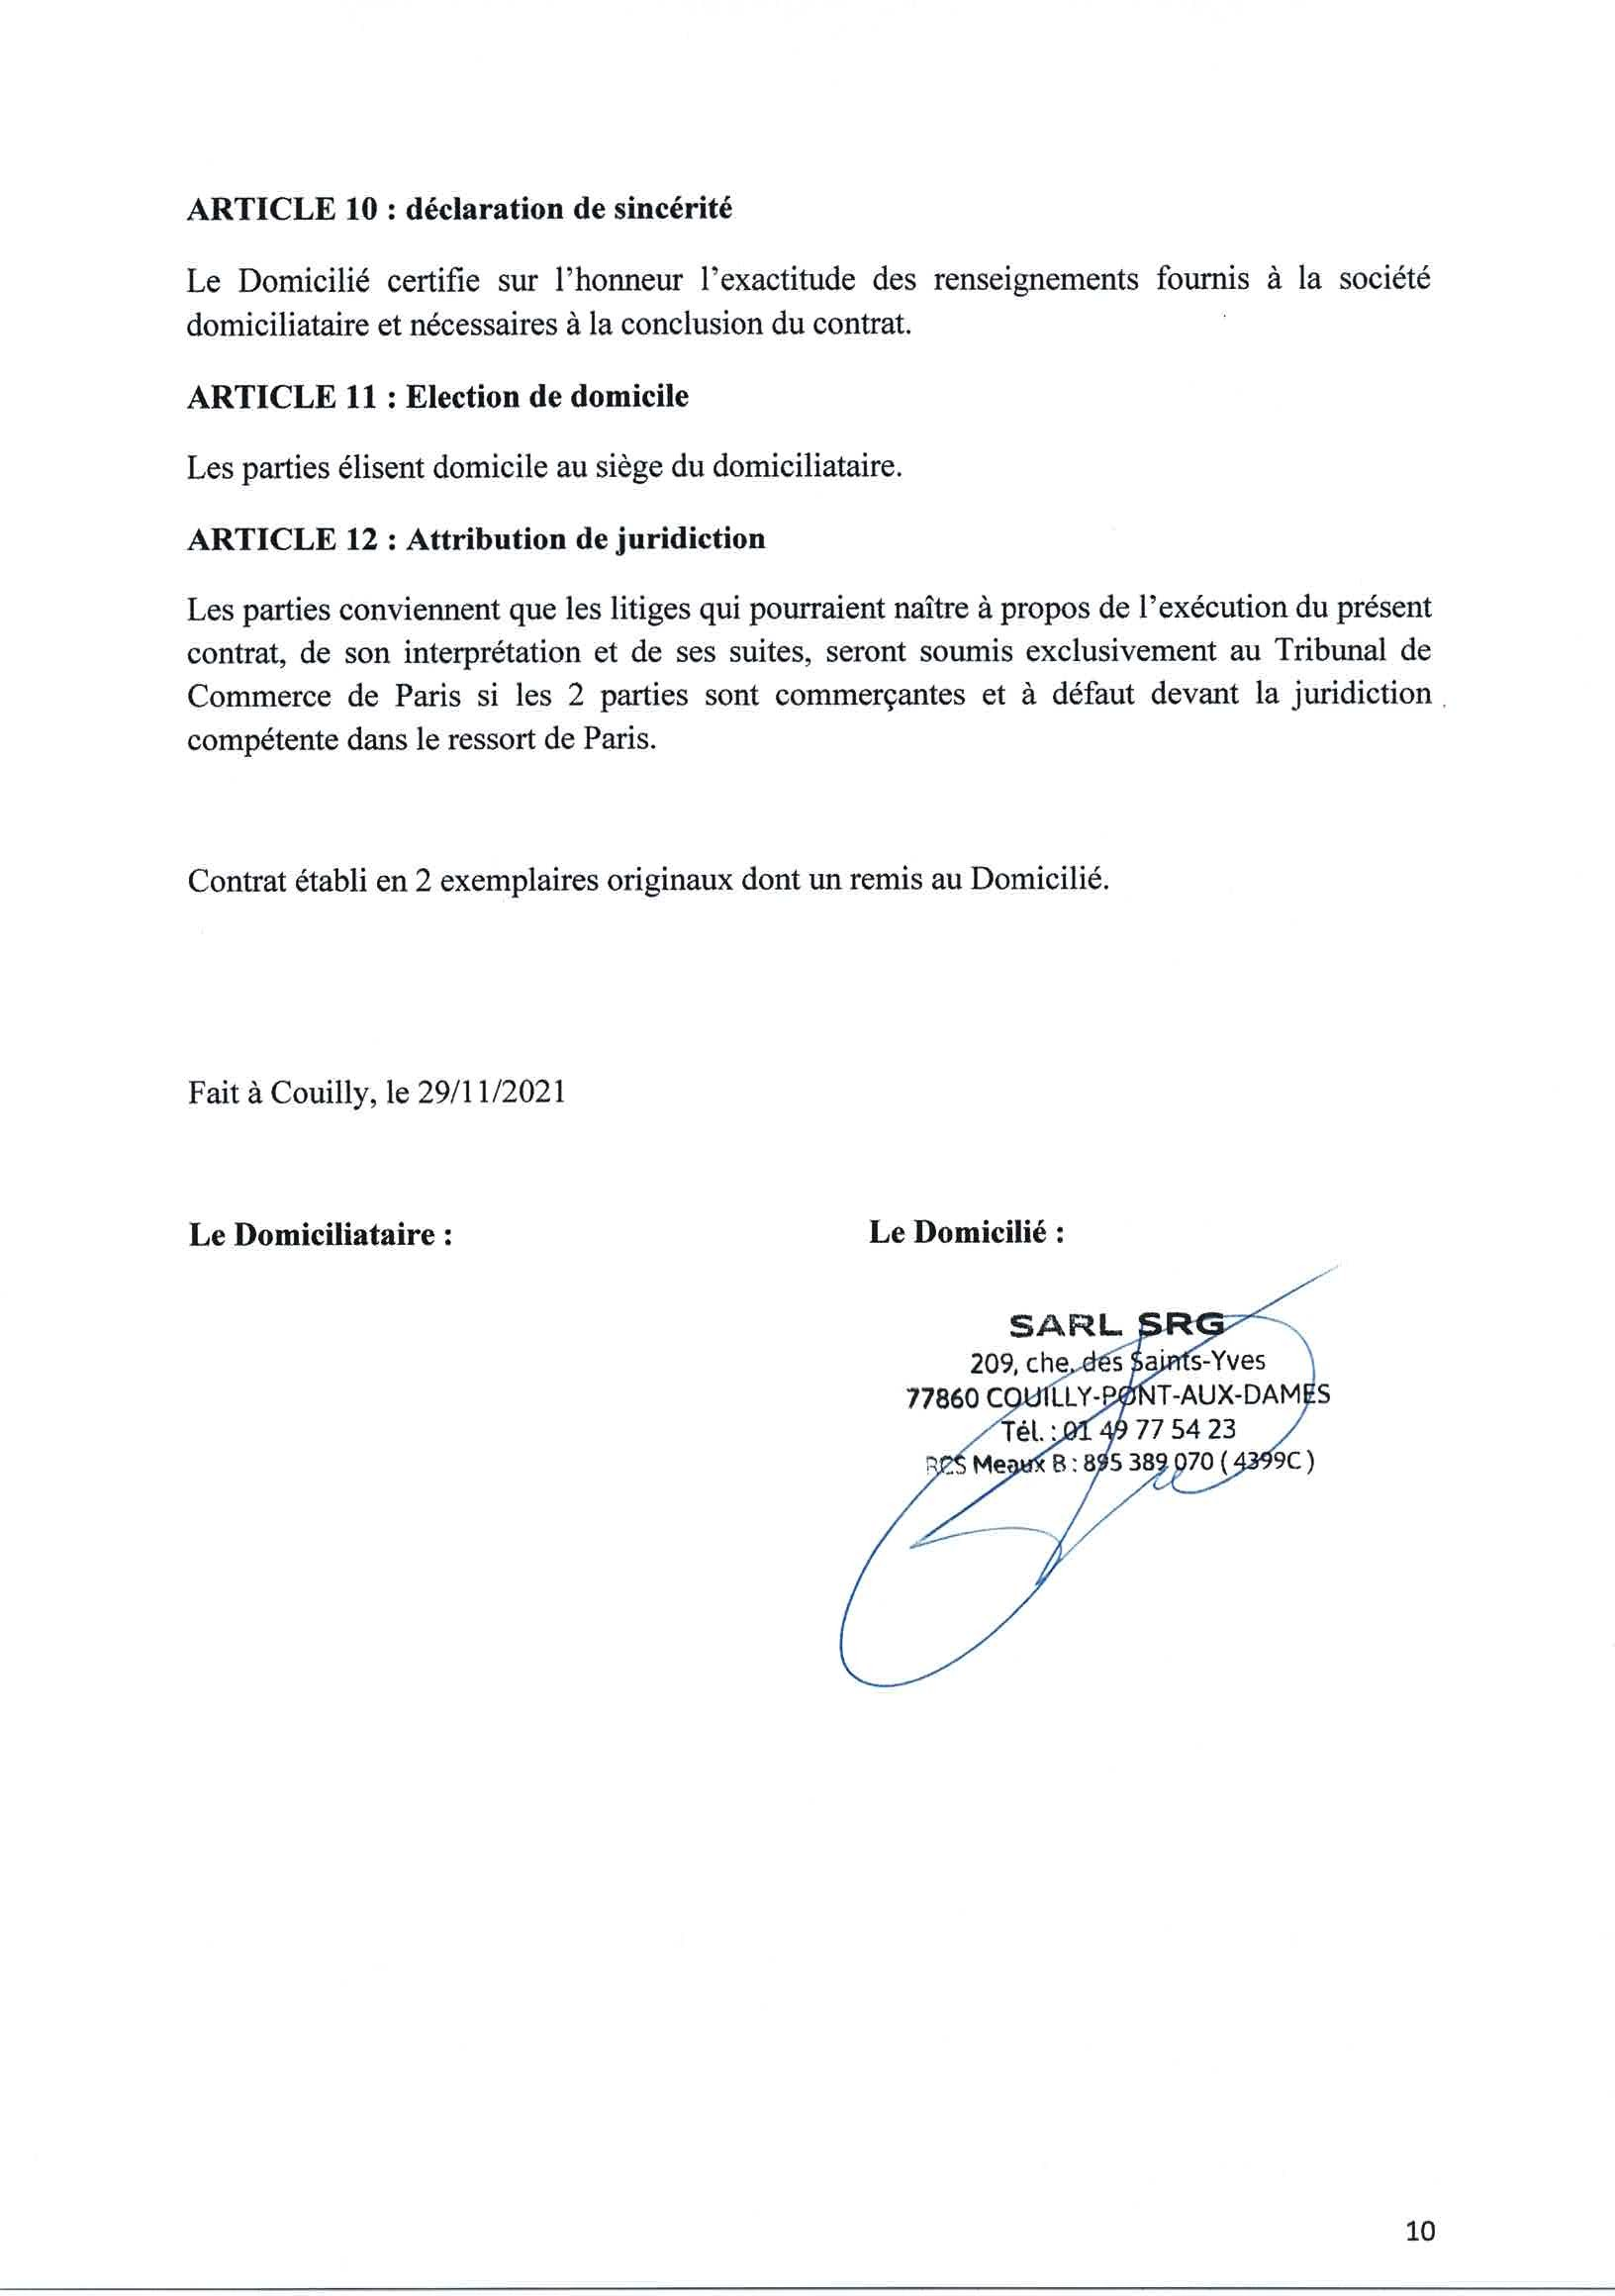 ARTICLE 10 : déclaration de sincérité
Le Domicilié certifie sur l’honneur l’exactitude des renseignements fournis à la société
domiciliataire et nécessaires à la conclusion du contrat.
ARTICLE 11 : Election de domicile
Les parties élisent domicile au siège du domiciliataire.
ARTICLE 12 : Attribution de juridiction
Les parties conviennent que les litiges qui pourraient naître à propos de l’exécution du présent
contrat, de son interprétation et de ses suites, seront soumis exclusivement au Tribunal de
Commerce de Paris si les 2 parties sont commerçantes et à défaut devant la juridiction
compétente dans le ressort de Paris.
Contrat établi en 2 exemplaires originaux dont un remis au Domicilié.
Fait à Couilly, le 29/11/2021
Le Domiciliataire :
Le Domicilié :
SARL SRG
209, che. des Saints-Yves
77860 COUILLY-PONT-AUX-DAMES
Tél. : 01 49 77 54 23
RCS Meaux B : 895 389 070 ( 4399C )
10